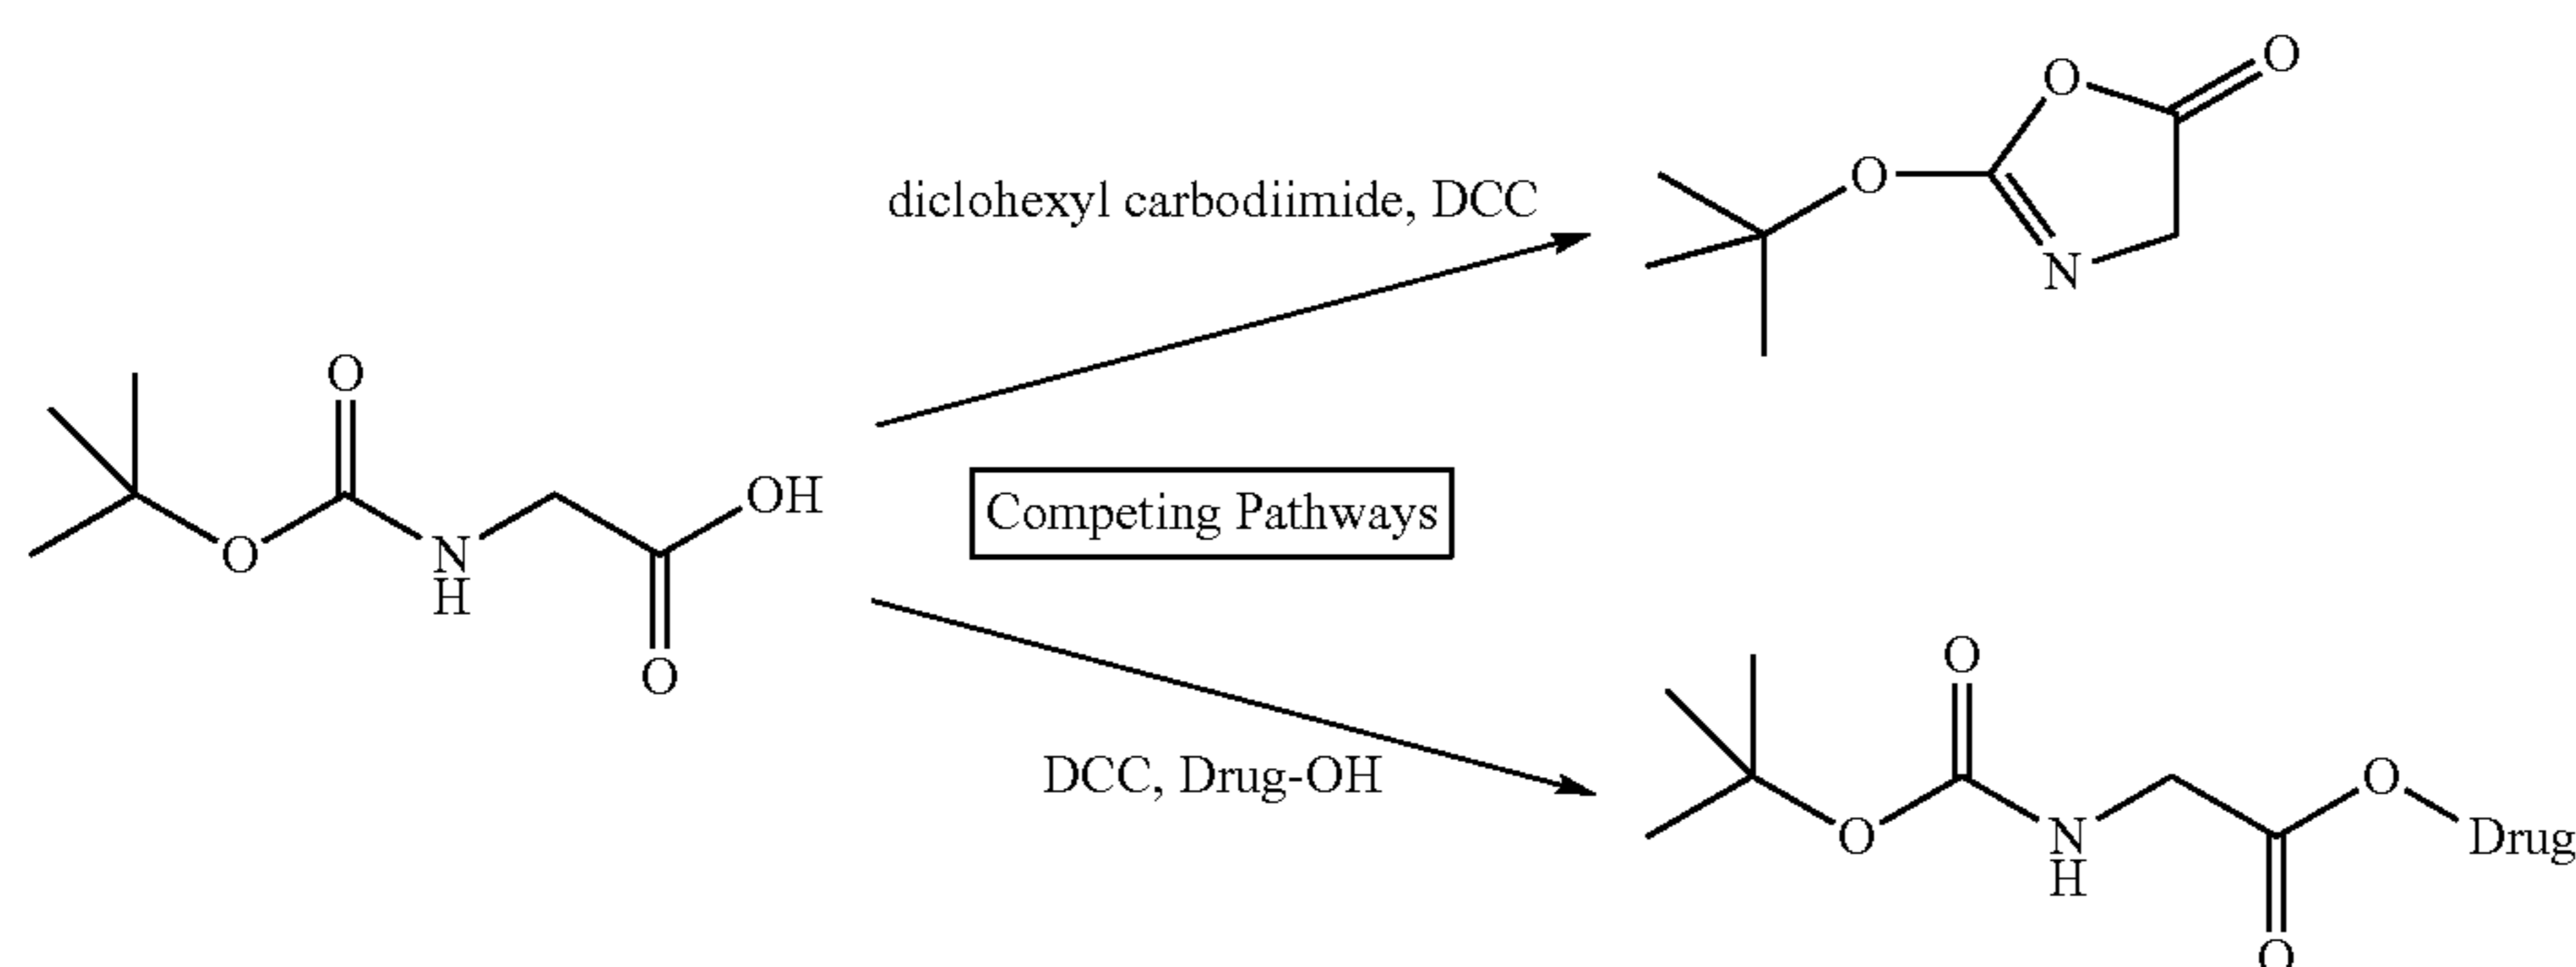 O
O
diclohexyl carbodiimide, DCC
O
N
O
OH
Competing Pathways
O
N
H
O
O
DCC, Drug-OH
O
O
N
H
Drug
O